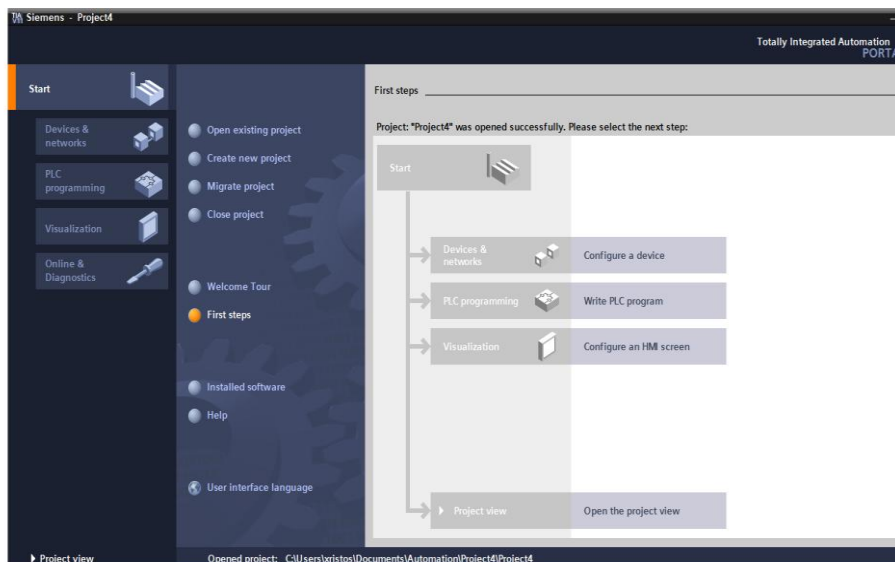 Siemens - Project4
Totally Integrated Automation
Start
Devices &
networks
PLC
programming
Visualization
Online &
Diagnostics
Project view
Open existing project
Create new project
Migrate project
Close project
Welcome Tour
First steps
Installed software
Help
User interface language
First steps
Project: "Project4" was opened successfully. Please select the next step:
Start
Devices &
networks
Configure a device
PLC programming
Write PLC program
Visualization
Configure an HMI screen
Project view
Open the project view
Opened project: C:\Users\xristos\Documents\Automation\Project4\Project4